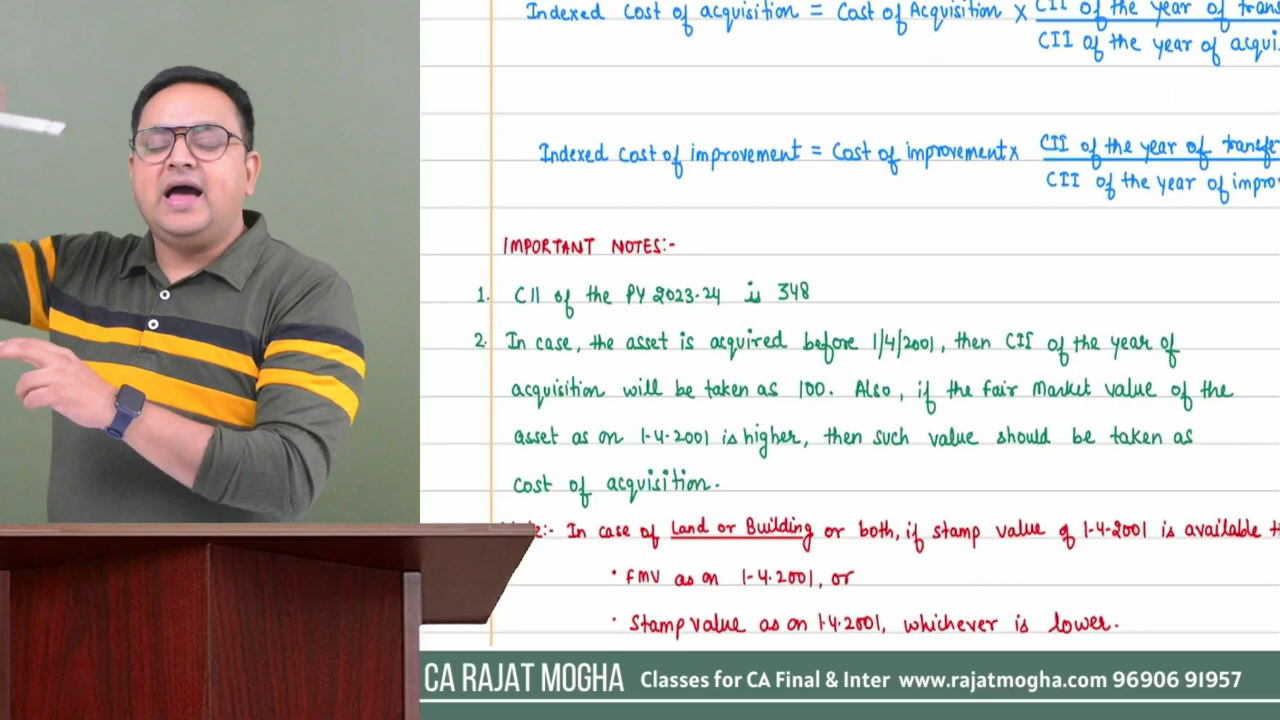 Indexed Cost of acquisition = Cost of Acquisition × CII of the year of
CII of the year of
Indexed Cost of improvement = Cost of improvement × CII of the year of
CII of the year of
IMPORTANT NOTES:-
1. CII of the PY 2023-24 is 348
2. In case, the asset is acquired before 1/4/2001, then CII of the year of
acquisition will be taken as 100. Also, if the Fair Market value of the
asset as on 1-4-2001 is higher, then such value should be taken as
Cost of acquisition.
In case of Land or Building or both, if stamp value of 1-4-2001 is available
• FMV as on 1-4-2001, or
• Stamp value as on 1.4.2001, whichever is lower.
CA RAJAT MOGHA Classes for CA Final & Inter www.rajatmogha.com 96906 91957